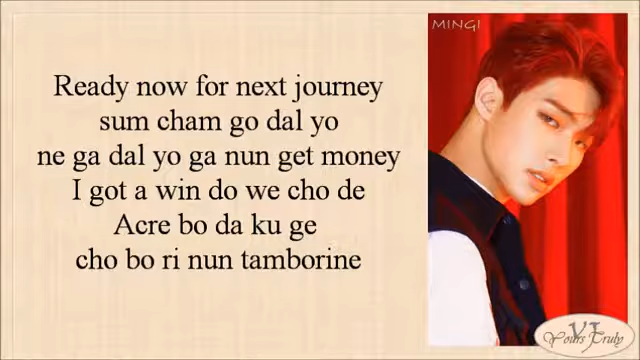 MINGI
Ready now for next journey
sum cham go dal yo
ne ga dal yo ga nun get money
I got a win do we cho de
Acre bo da ku ge
cho bo ri nun tamborine
VJ
Yours Truly